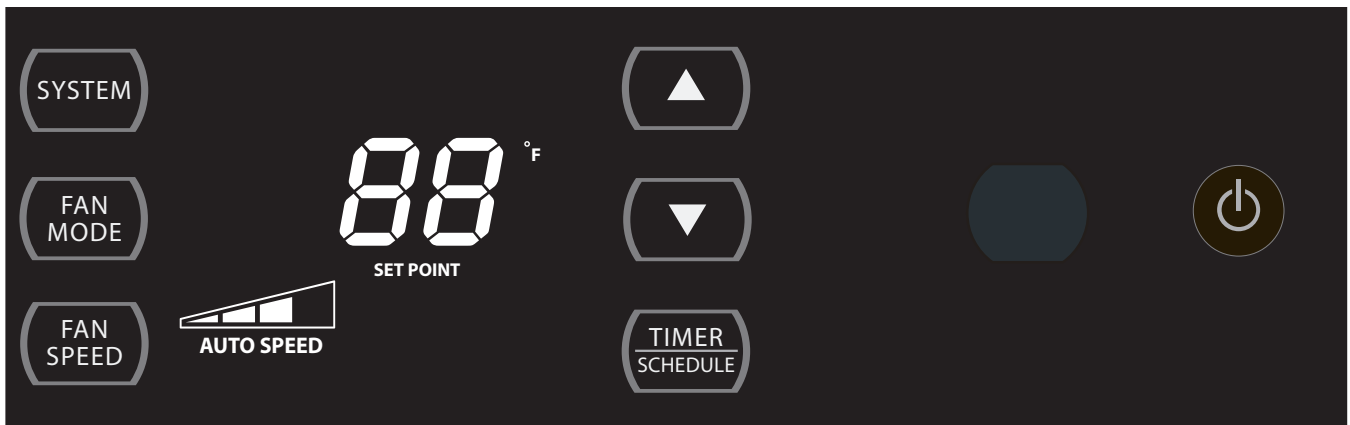 SYSTEM
FAN
MODE
FAN
SPEED
88 °F
SET POINT
AUTO SPEED
TIMER
SCHEDULE